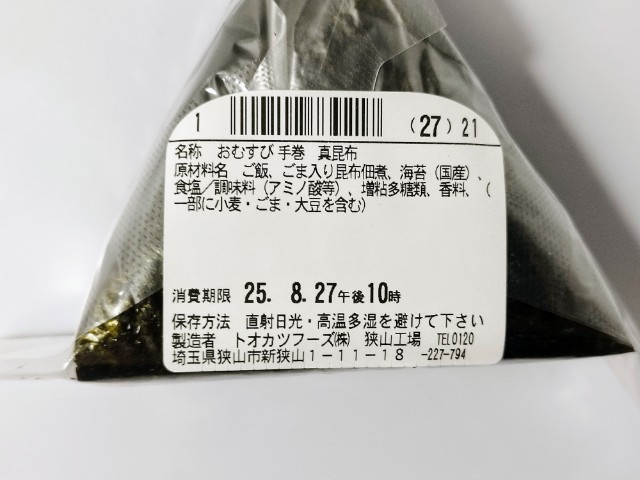 1 (27) 21
名称 おむすび 手巻 真昆布
原材料名 ご飯、ごま入り昆布佃煮、海苔（国産）、
食塩／調味料（アミノ酸等）、増粘多糖類、香料、（
一部に小麦・ごま・大豆を含む）
消費期限 25. 8.27午後10時
保存方法 直射日光・高温多湿を避けて下さい
製造者 トオカツフーズ㈱ 狭山工場 TEL0120
埼玉県狭山市新狭山1－11－18 -227-794